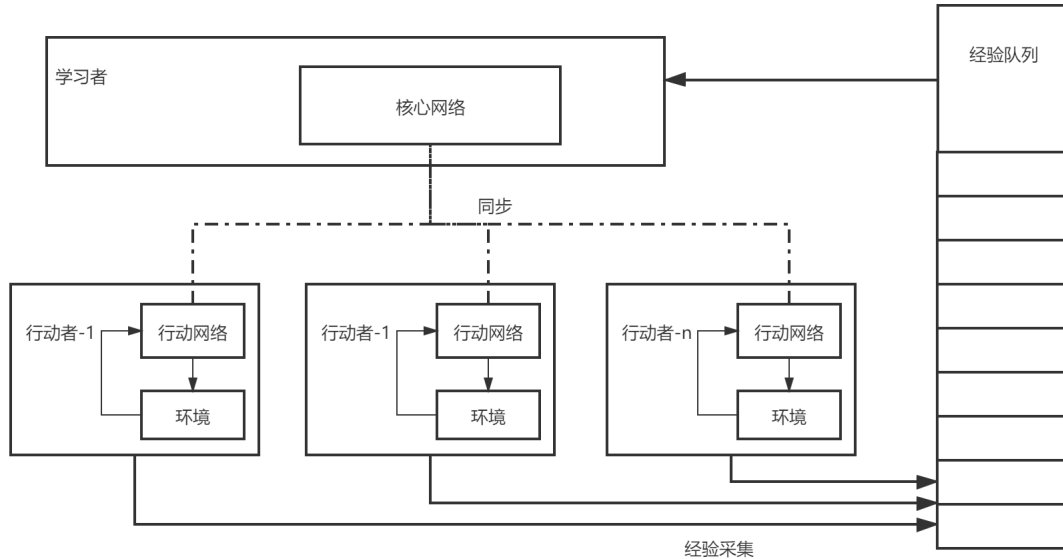 经验队列
学习者
核心网络
同步
行动者-1
行动网络
环境
行动者-1
行动网络
环境
行动者-n
行动网络
环境
经验采集